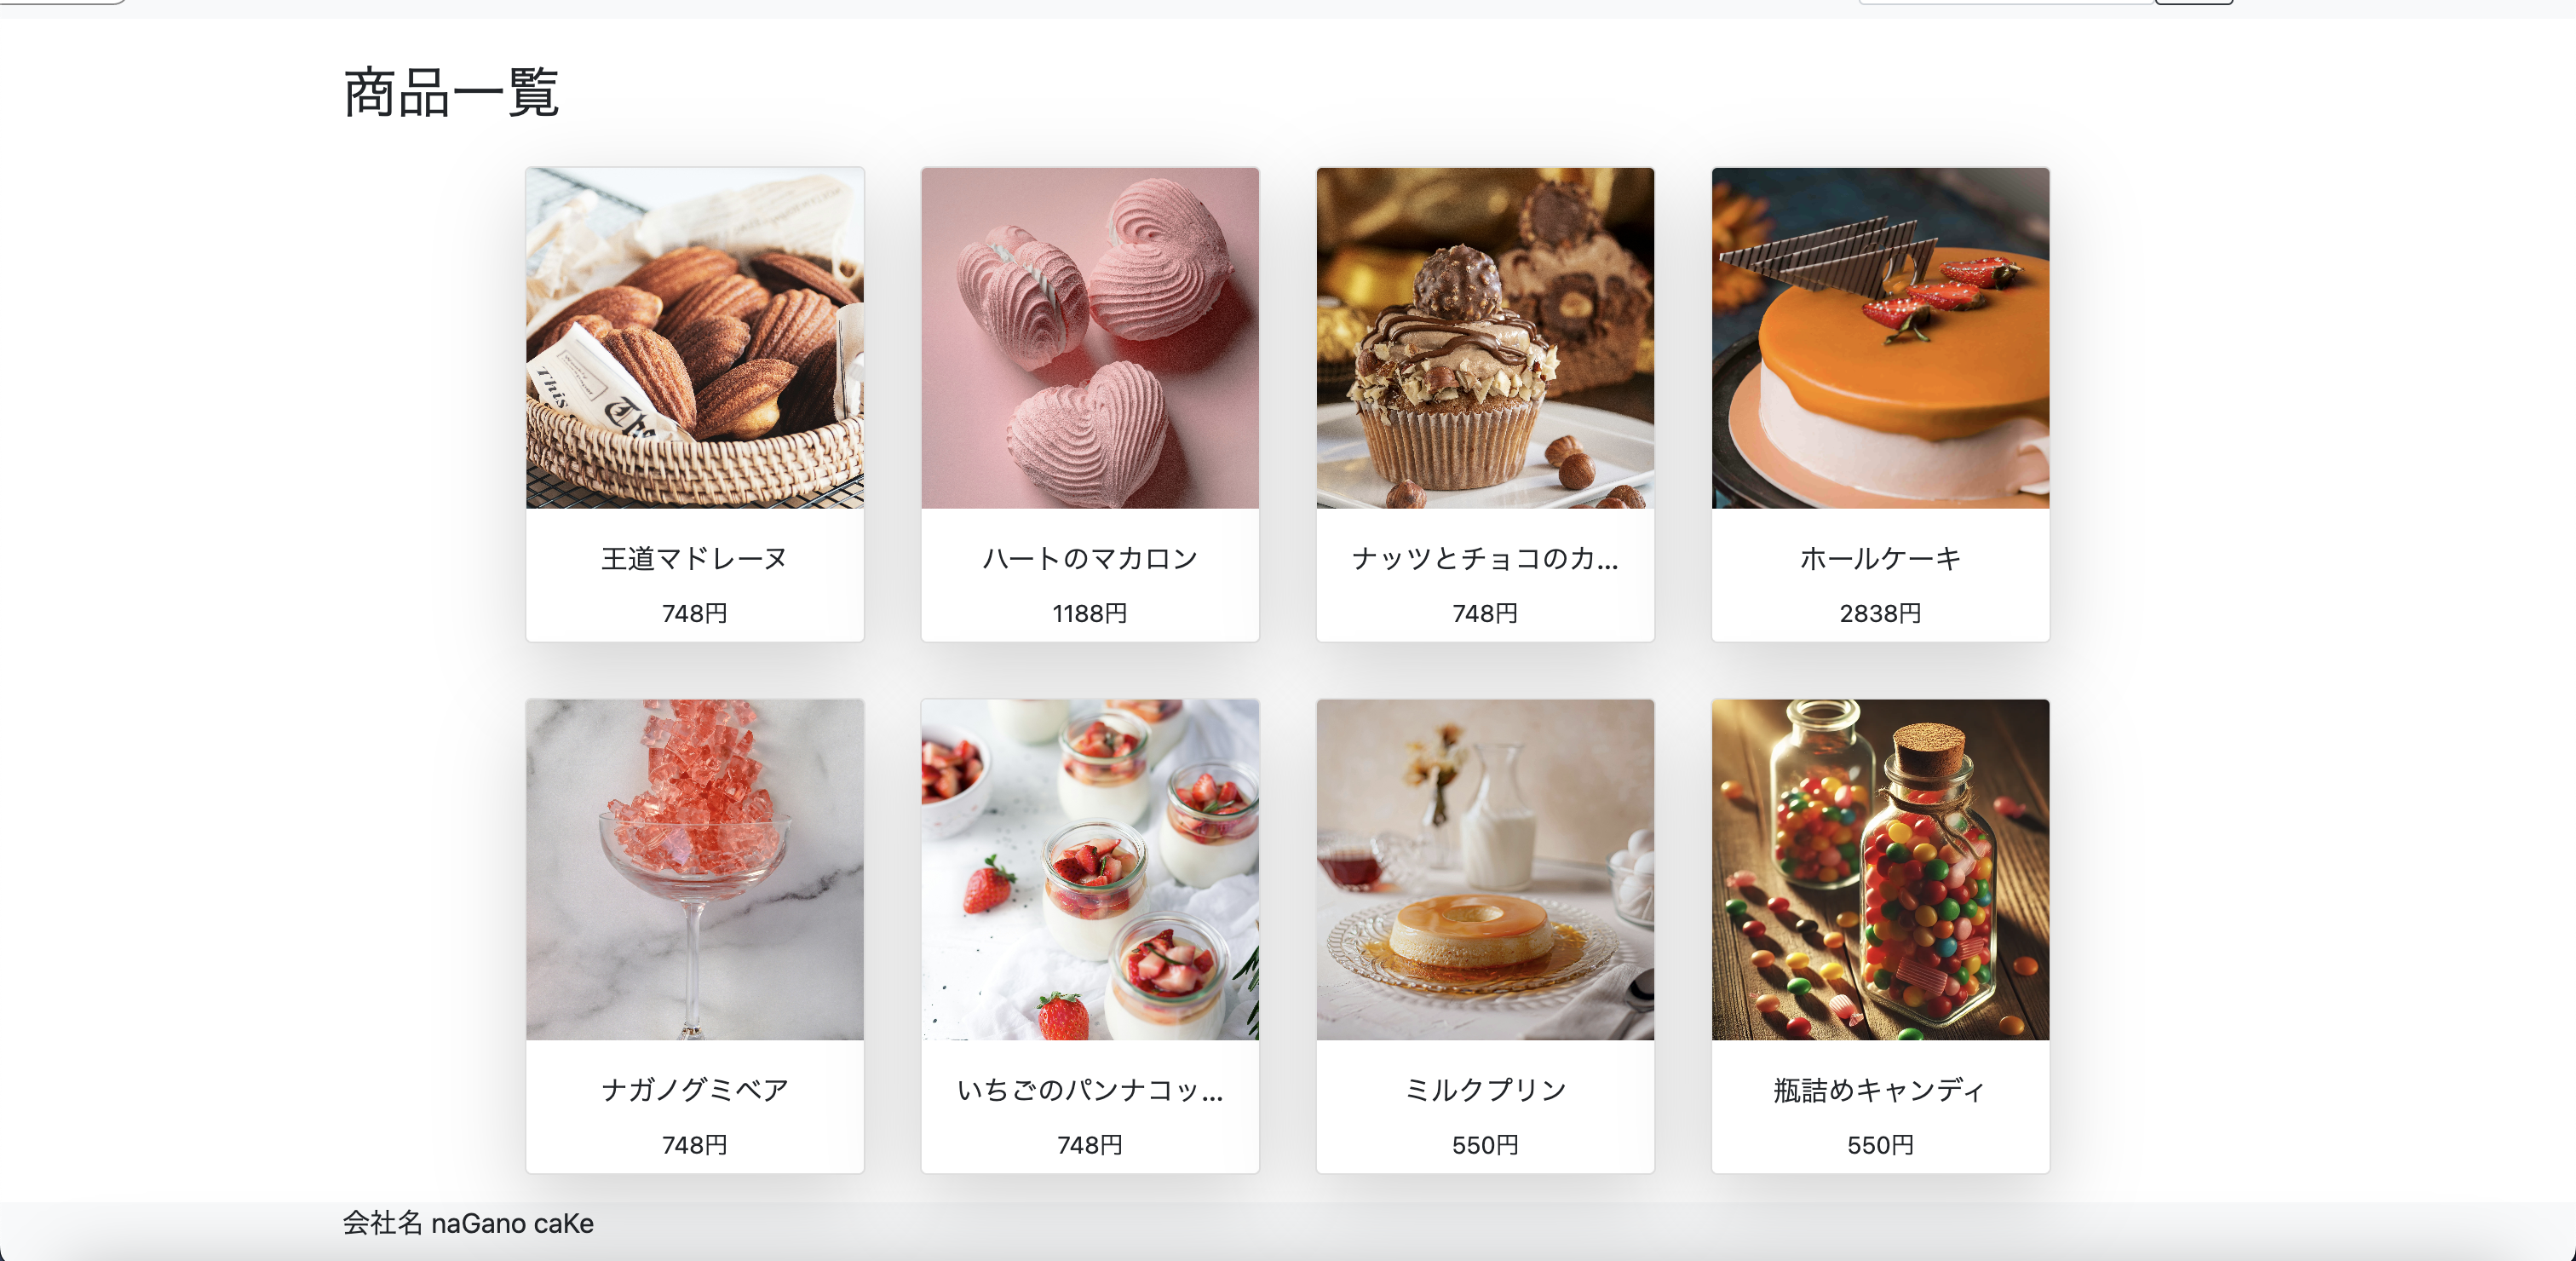 商品一覧
This
The
王道マドレーヌ
748円
ハートのマカロン
1188円
ナッツとチョコのカ...
748円
ホールケーキ
2838円
ナガノグミベア
748円
いちごのパンナコッ...
748円
ミルクプリン
550円
瓶詰めキャンディ
550円
会社名 naGano caKe